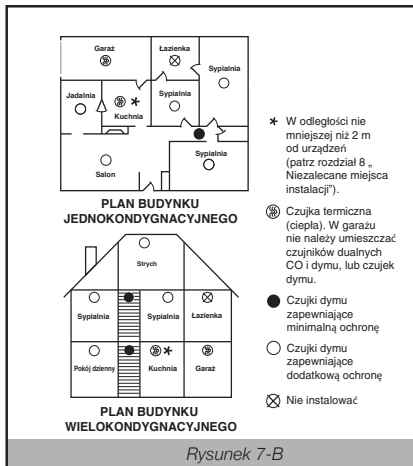 Garaż
Łazienka
Sypialnia
Jadalnia
Kuchnia
Sypialnia
Salon
Sypialnia
PLAN BUDYNKU
JEDNOKONDYGNACYJNEGO
Strych
Sypialnia
Sypialnia
Łazienka
Pokój dzienny
Kuchnia
Garaż
PLAN BUDYNKU
WIELOKONDYGNACYJNEGO
* W odległości nie
mniejszej niż 2 m
od urządzeń
(patrz rozdział 8 „
Niezalecane miejsca
instalacji”).
Czujka termiczna
(ciepła). W garażu
nie należy umieszczać
czujników dualnych
CO i dymu, lub czujek
dymu.
Czujki dymu
zapewniające
minimalną ochronę
Czujki dymu
zapewniające
dodatkową ochronę
Nie instalować
Rysunek 7-B